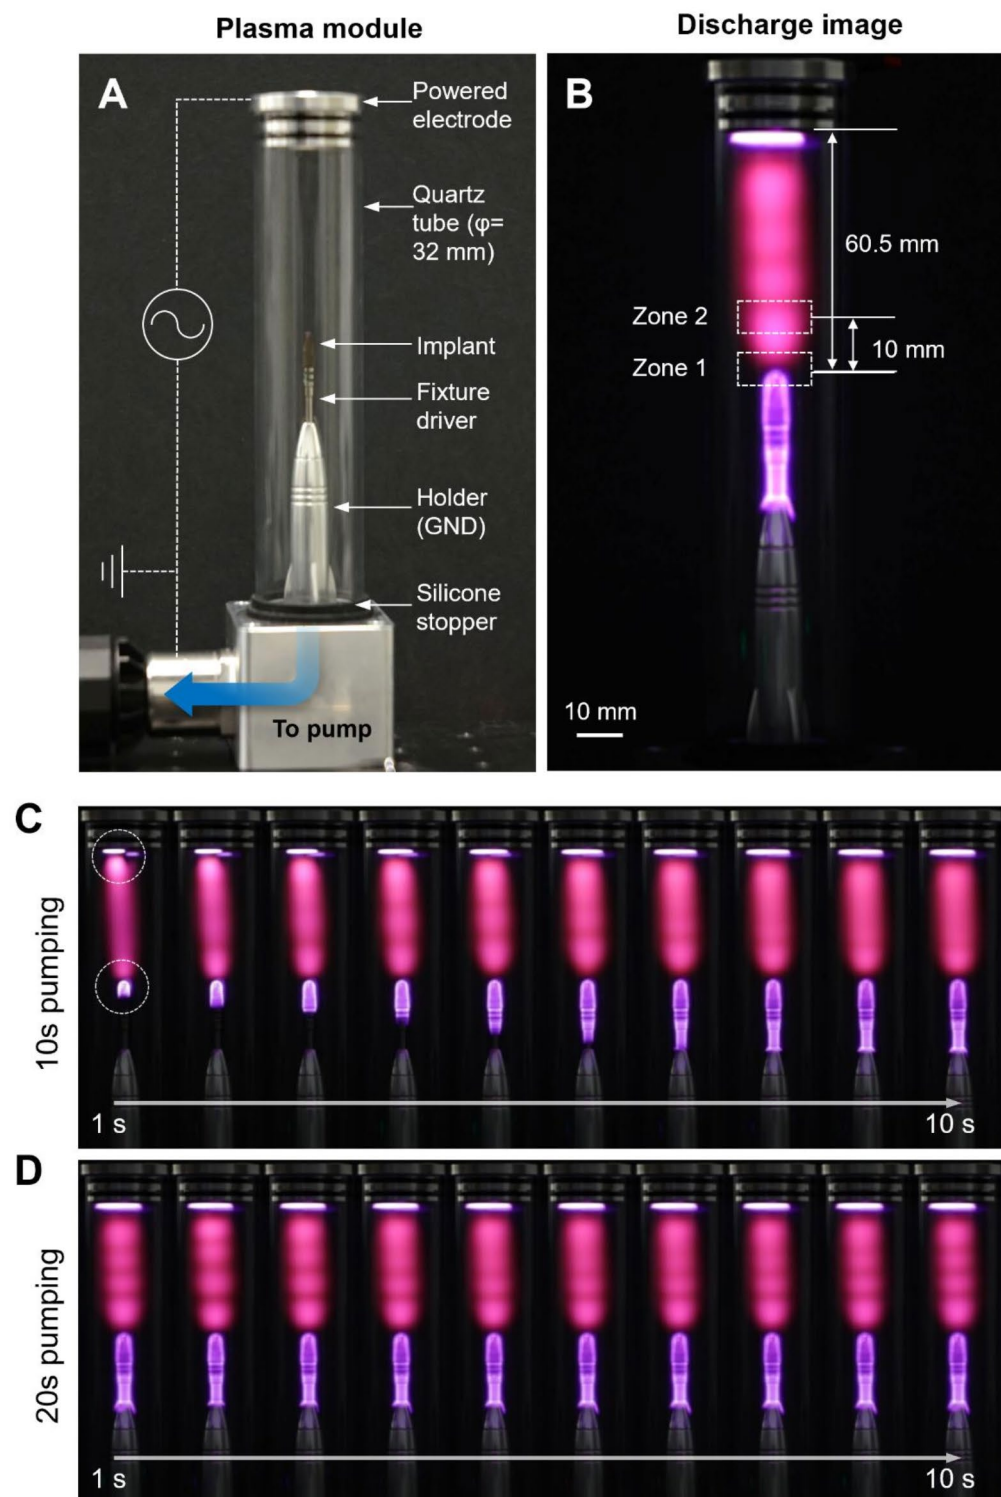 Plasma module
Discharge image
A
Powered
electrode
Quartz
tube (φ=
32 mm)
Implant
Fixture
driver
Holder
(GND)
Silicone
stopper
To pump
B
60.5 mm
Zone 2
10 mm
Zone 1
10 mm
C
10s pumping
1 s
10 s
D
20s pumping
1 s
10 s